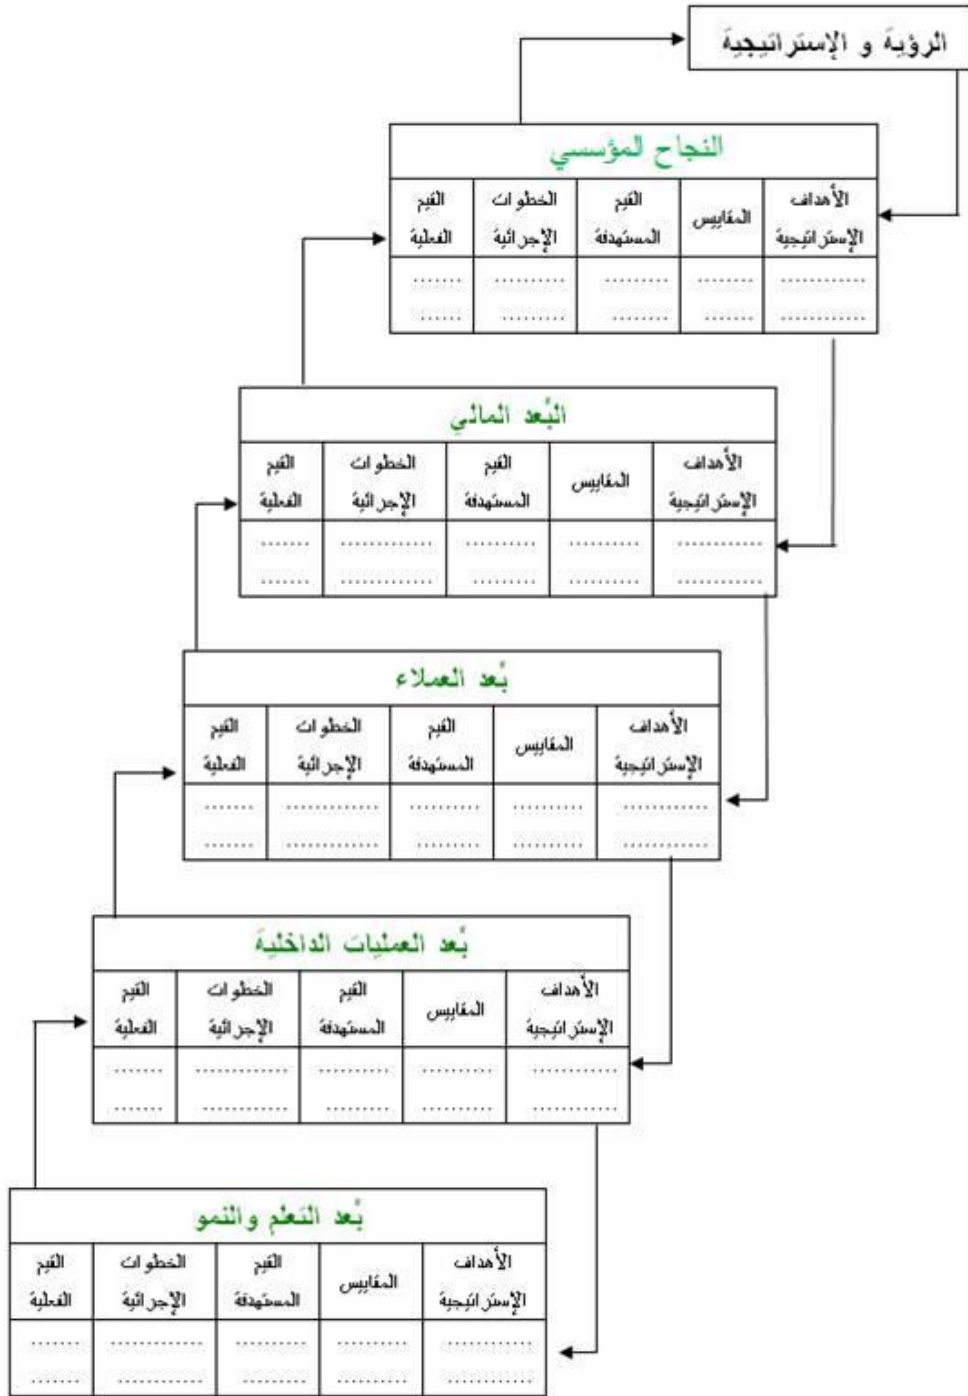 الرؤية و الإستراتيجية
النجاح المؤسسي
الأهداف الإستراتيجية
المقاييس
القيم المستهدفة
الخطوات الإجرائية
القيم الفعلية
............ ....... ......... .......... .......
............ ....... ........ ......... ......
البُعد المالي
الأهداف الإستراتيجية
المقاييس
القيم المستهدفة
الخطوات الإجرائية
القيم الفعلية
............ .......... .......... ............. .......
............ .......... ......... ............. .......
بُعد العملاء
الأهداف الإستراتيجية
المقاييس
القيم المستهدفة
الخطوات الإجرائية
القيم الفعلية
............ .......... .......... ............. .......
............ .......... ......... ............. .......
بُعد العمليات الداخلية
الأهداف الإستراتيجية
المقاييس
القيم المستهدفة
الخطوات الإجرائية
القيم الفعلية
............ .......... .......... ............. .......
............ .......... ......... ............ .......
بُعد التعلم والنمو
الأهداف الإستراتيجية
المقاييس
القيم المستهدفة
الخطوات الإجرائية
القيم الفعلية
............ .......... .......... ............. .......
............ .......... ......... ............ .......